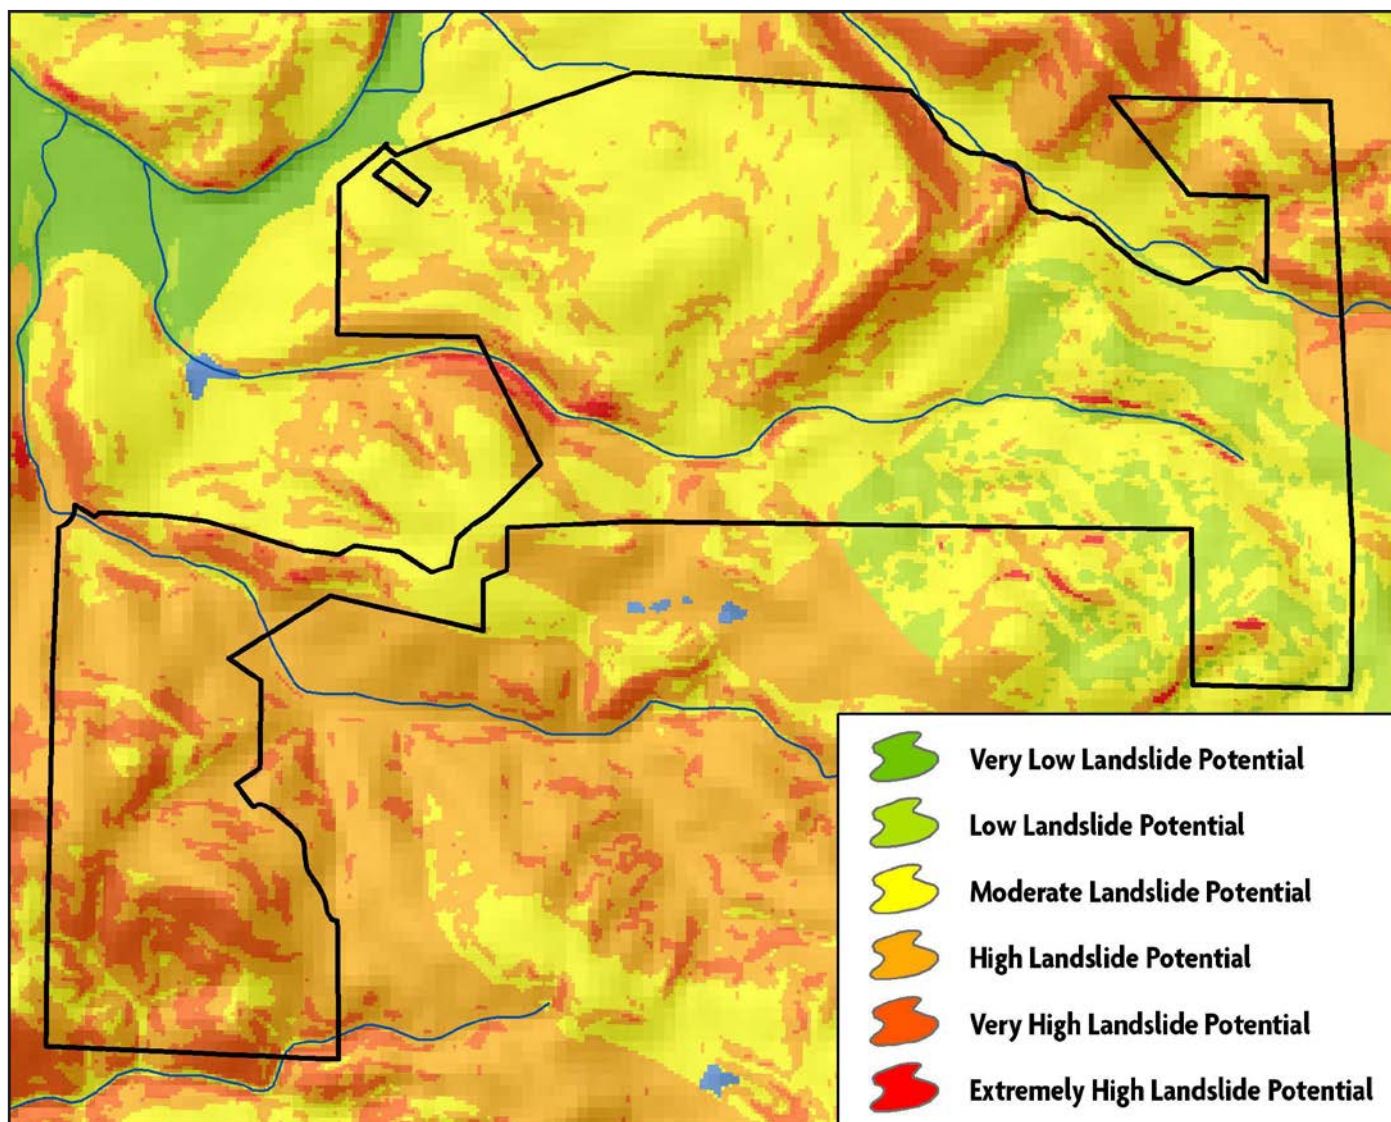 Very Low Landslide Potential
Low Landslide Potential
Moderate Landslide Potential
High Landslide Potential
Very High Landslide Potential
Extremely High Landslide Potential